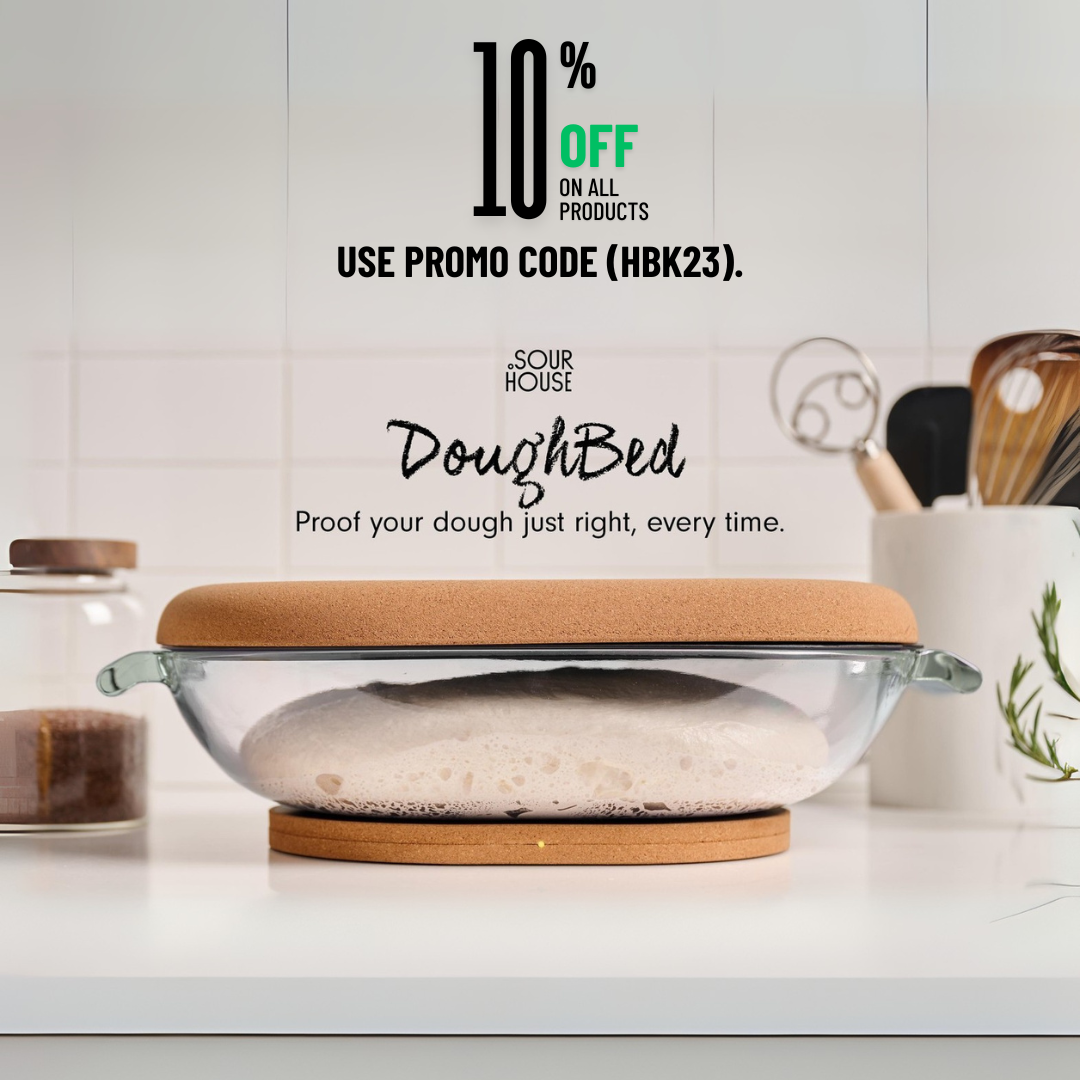 10%
OFF
ON ALL
PRODUCTS
USE PROMO CODE (HBK23).
SOUR
HOUSE
DoughBed
Proof your dough just right, every time.